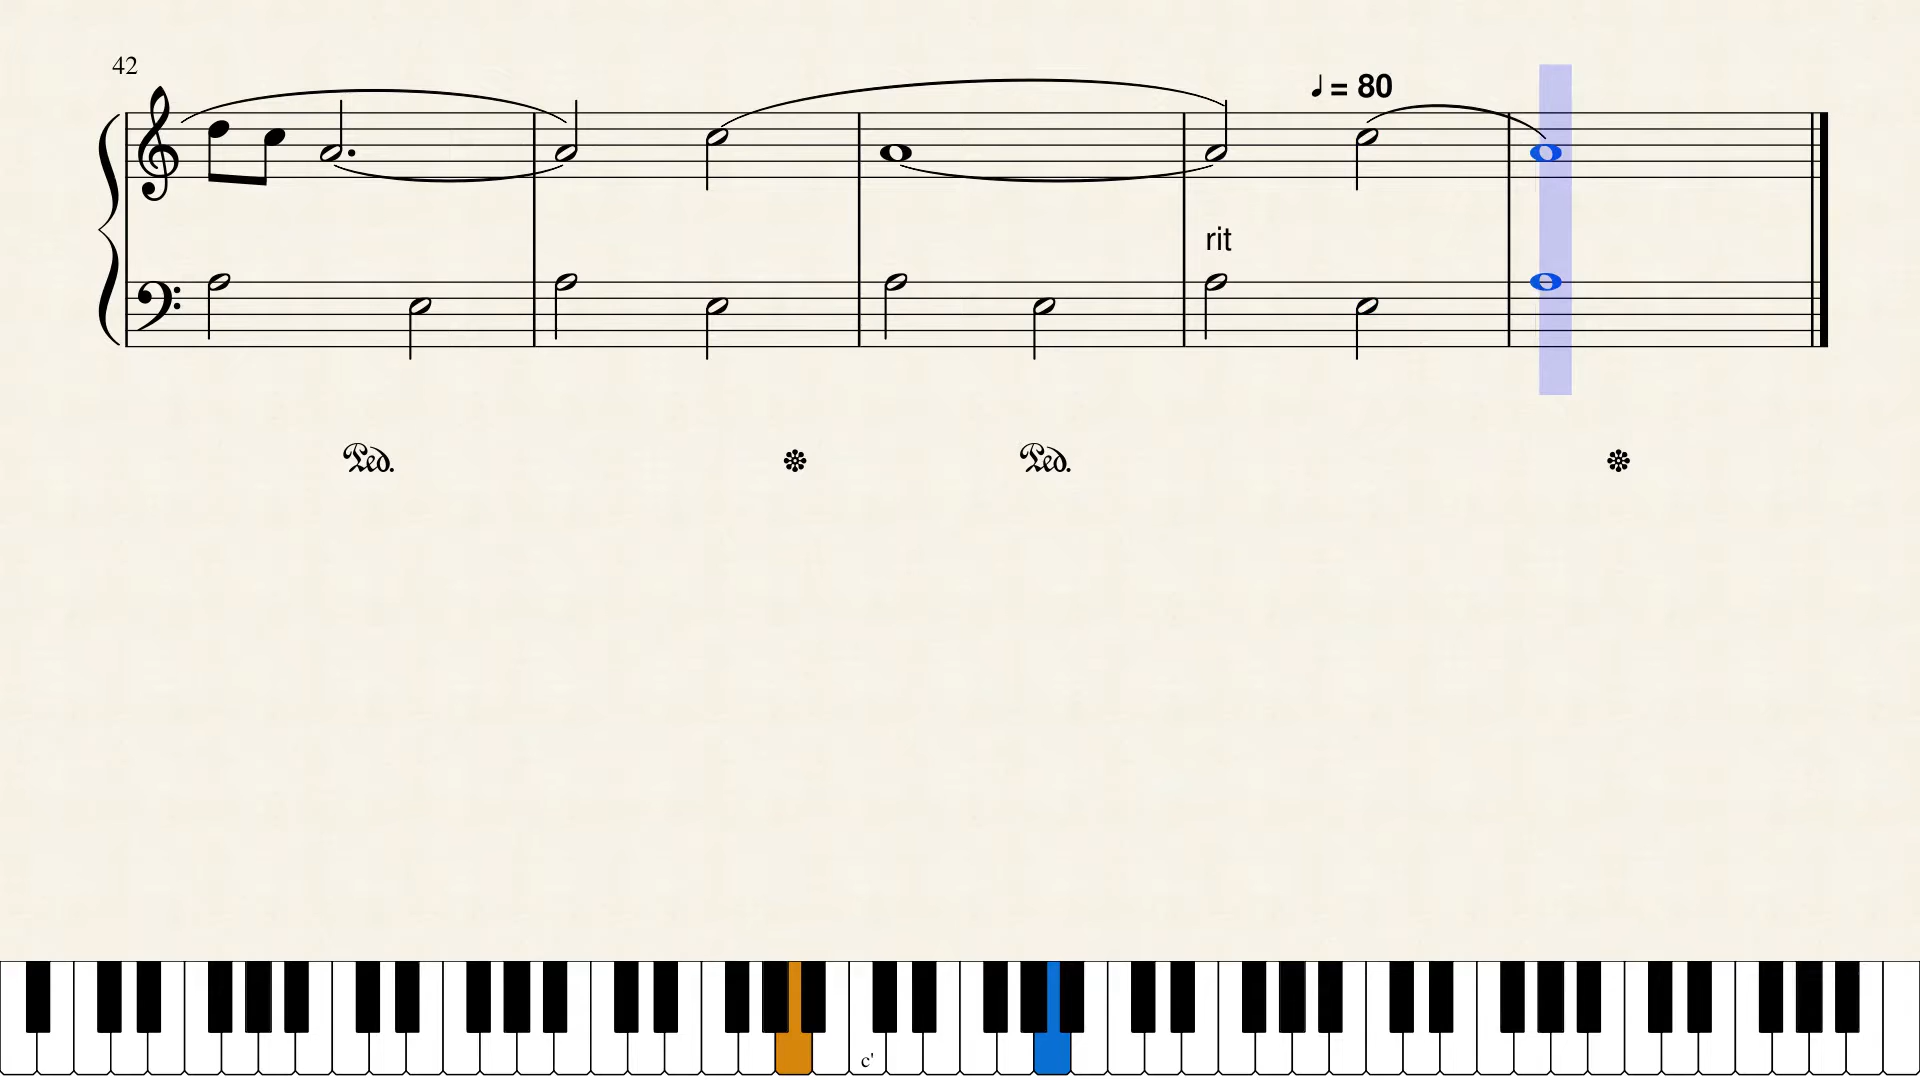 42
♩ = 80
rit
Ped.
Ped.
c'